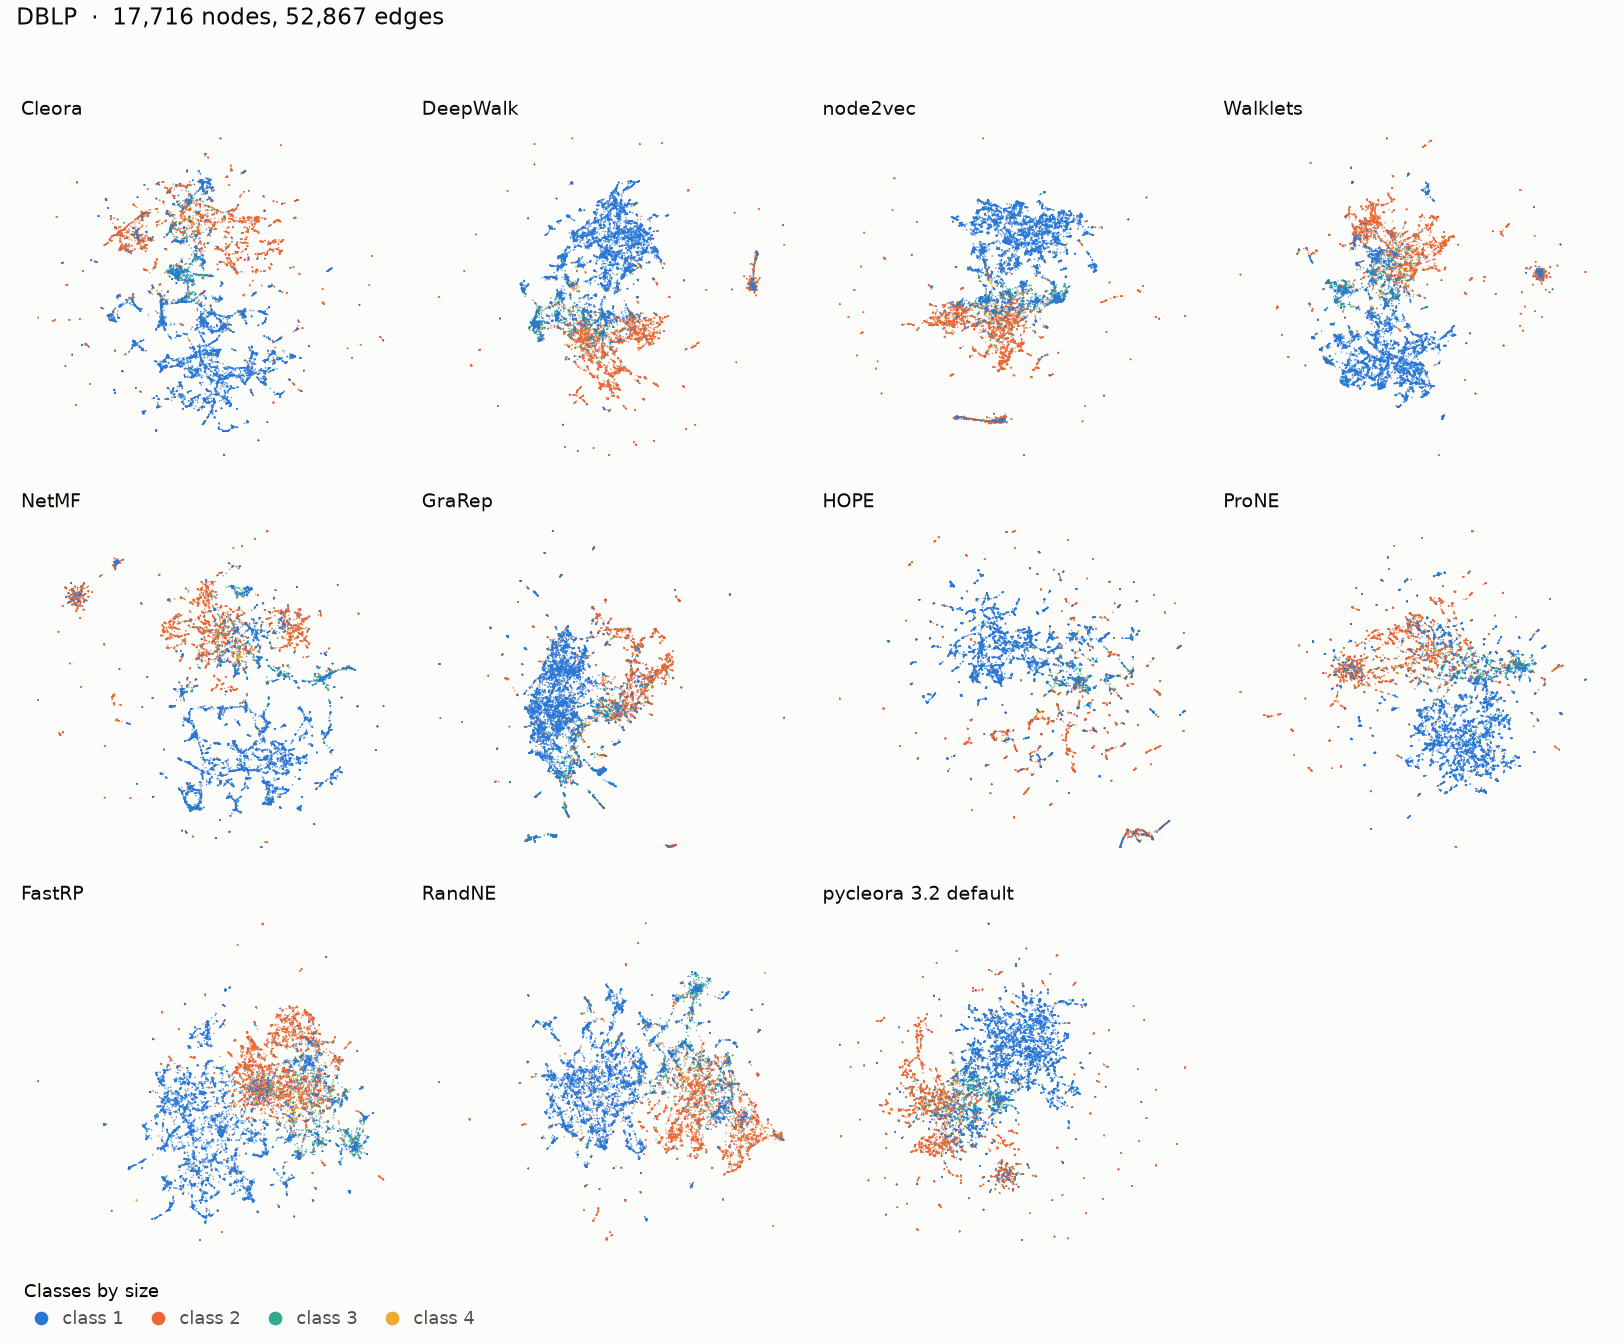 DBLP · 17,716 nodes, 52,867 edges
Cleora
DeepWalk
node2vec
Walklets
NetMF
GraRep
HOPE
ProNE
FastRP
RandNE
pycleora 3.2 default
Classes by size
class 1
class 2
class 3
class 4